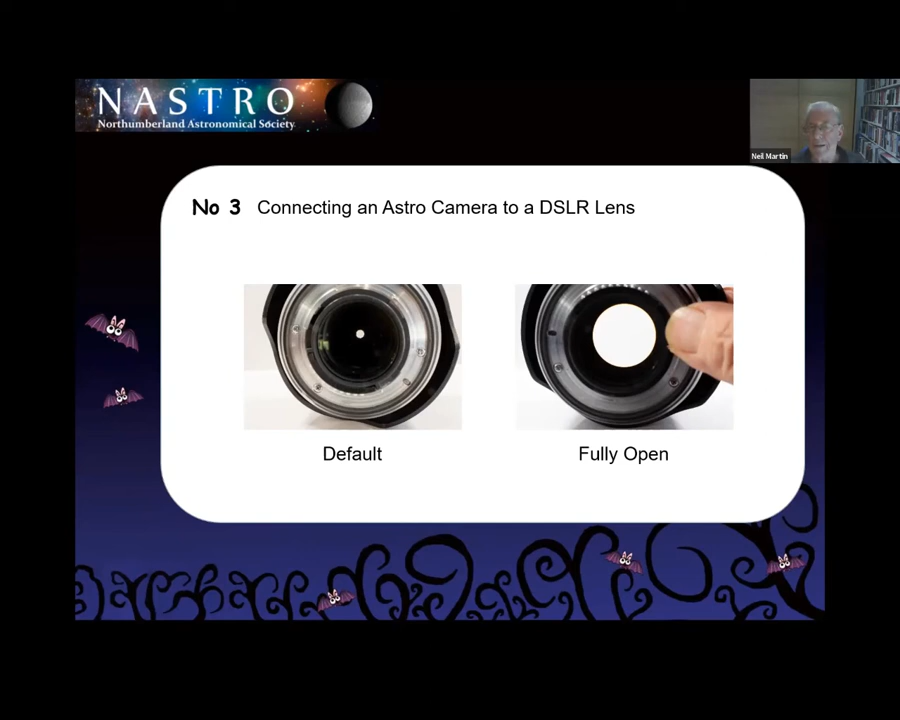 NASTRO
Northumberland Astronomical Society
Neil Martin
No 3 Connecting an Astro Camera to a DSLR Lens
Default
Fully Open